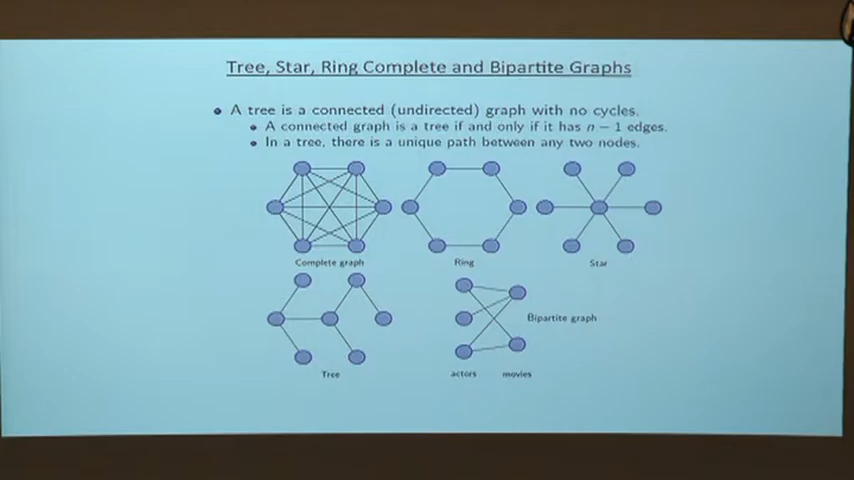 Tree, Star, Ring Complete and Bipartite Graphs
A tree is a connected (undirected) graph with no cycles.
A connected graph is a tree if and only if it has n − 1 edges.
In a tree, there is a unique path between any two nodes.
Complete graph
Ring
Star
Bipartite graph
Tree
actors
movies